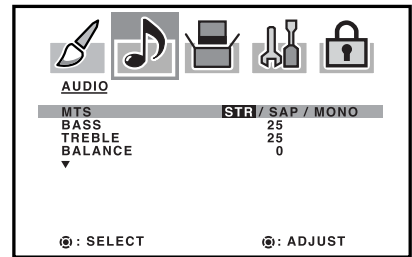 AUDIO
MTS STR / SAP / MONO
BASS 25
TREBLE 25
BALANCE 0
: SELECT : ADJUST